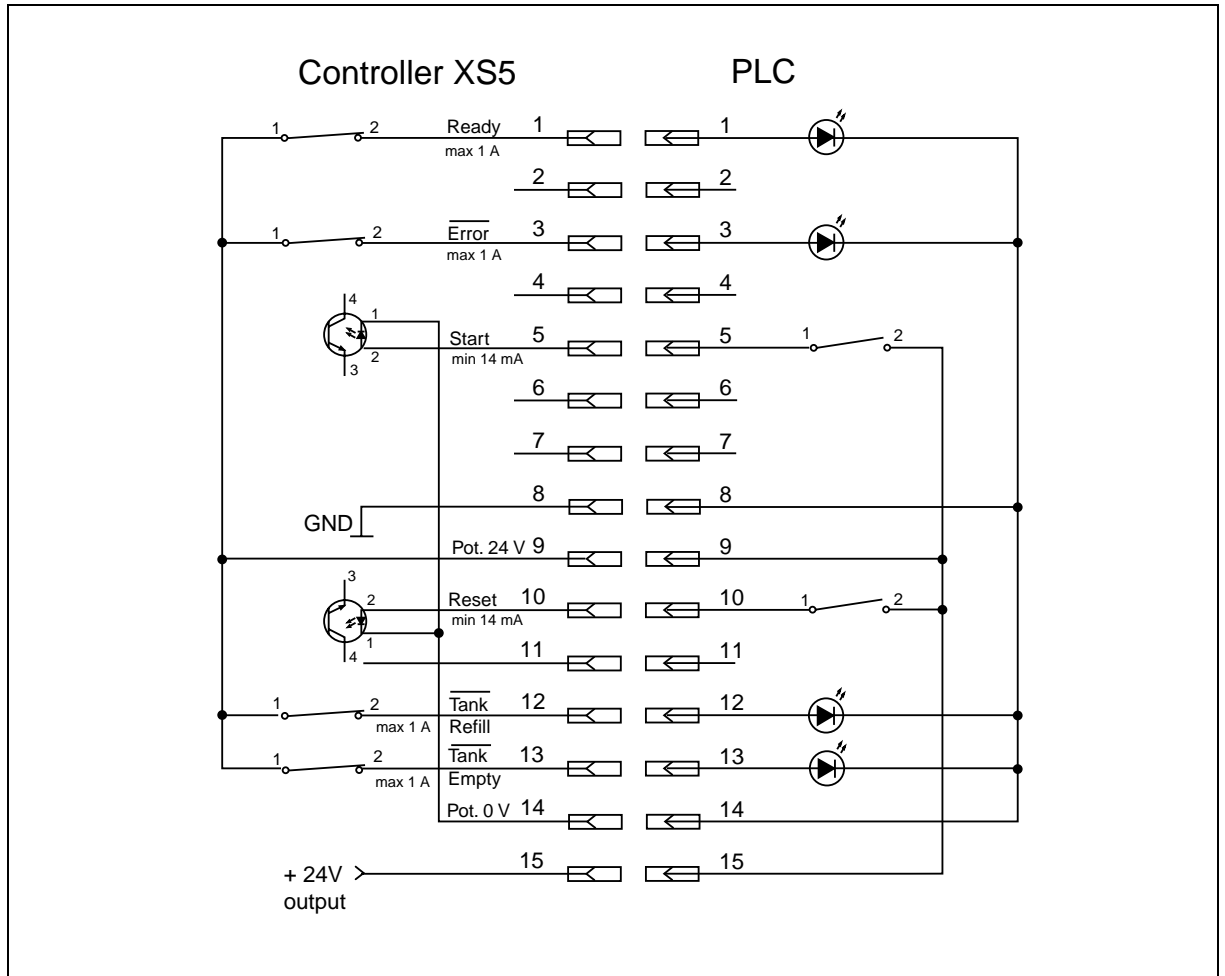 Controller XS5 PLC
1 2 Ready 1 1
max 1 A
2 2
1 2 Error 3 3
max 1 A
4 4
4
1
Start 5 5 1 2
2 min 14 mA
3
6 6
7 7
8 8
GND
Pot. 24 V 9 9
3
2 Reset 10 10 1 2
min 14 mA
1
4 11 11
1 2 Tank 12 12
max 1 A Refill
1 2 Tank 13 13
max 1 A Empty
Pot. 0 V 14 14
15 15
+ 24V
output